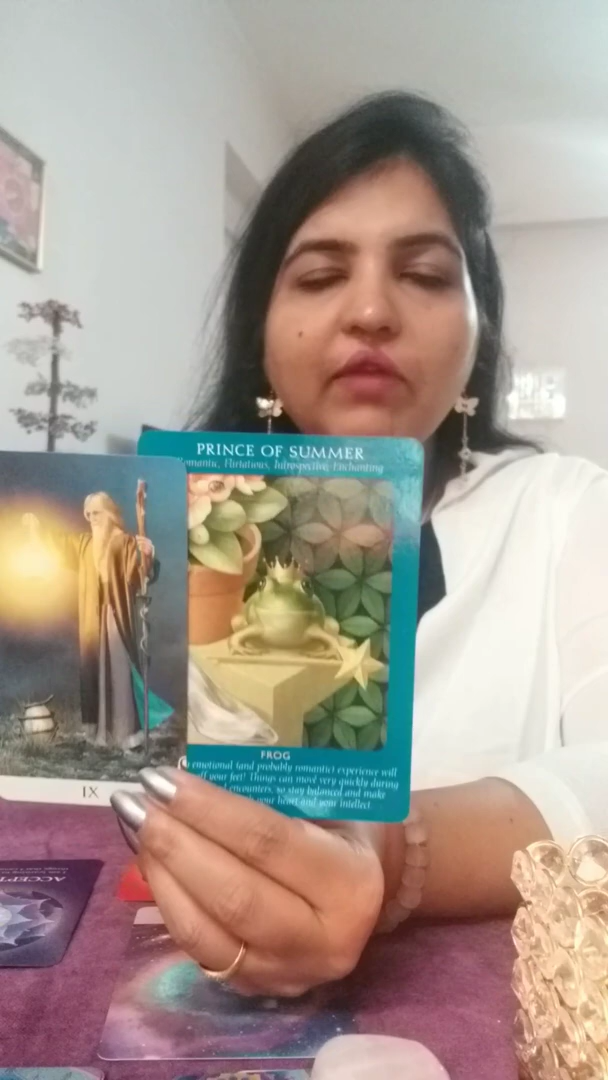 PRINCE OF SUMMER
Romantic, Flirtatious, Introspective, Enchanting
FROG
emotional (and probably romantic) experience will
off your feet! Things can move very quickly during
encounters, so stay balanced and make
your heart and your intellect
IX
ACCEPT